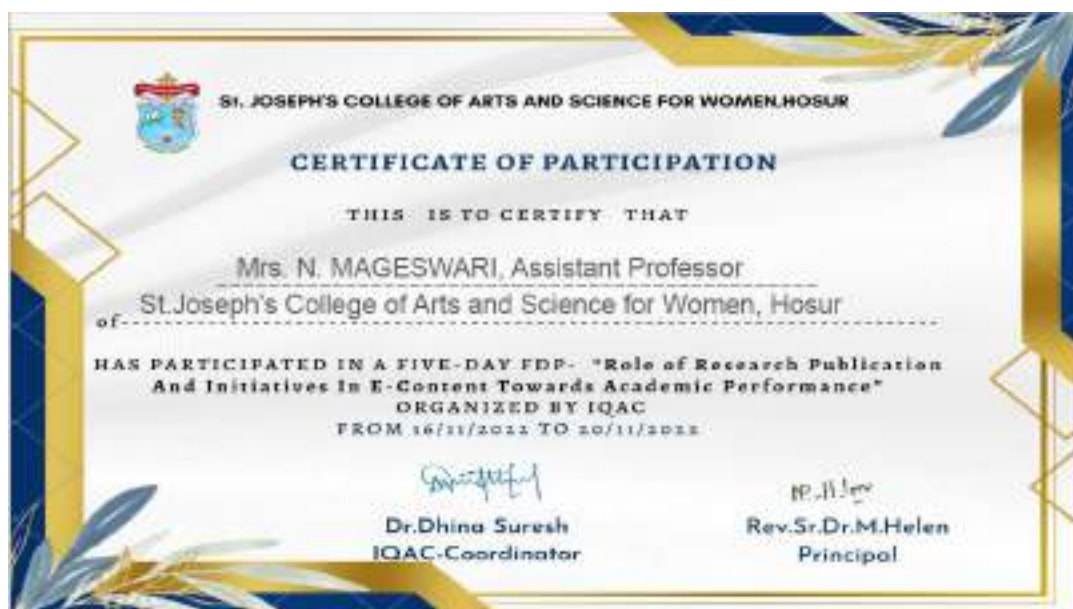 St. JOSEPH'S COLLEGE OF ARTS AND SCIENCE FOR WOMEN,HOSUR
CERTIFICATE OF PARTICIPATION
THIS IS TO CERTIFY THAT
Mrs. N. MAGESWARI, Assistant Professor
of St.Joseph's College of Arts and Science for Women, Hosur
HAS PARTICIPATED IN A FIVE-DAY FDP- "Role of Research Publication
And Initiatives In E-Content Towards Academic Performance"
ORGANIZED BY IQAC
FROM 16/11/2022 TO 20/11/2022
Dr.Dhina Suresh
IQAC-Coordinator
Rev.Sr.Dr.M.Helen
Principal